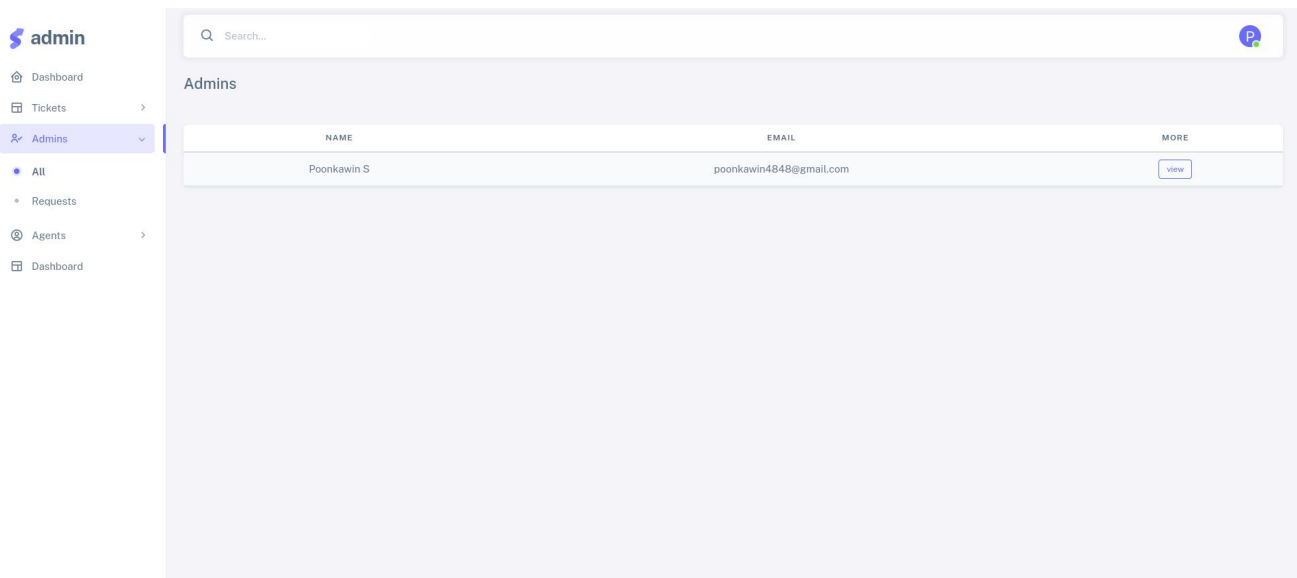 admin
Dashboard
Tickets
Admins
All
Requests
Agents
Dashboard
Search...
P
Admins
NAME EMAIL MORE
Poonkawin S poonkawin4848@gmail.com view